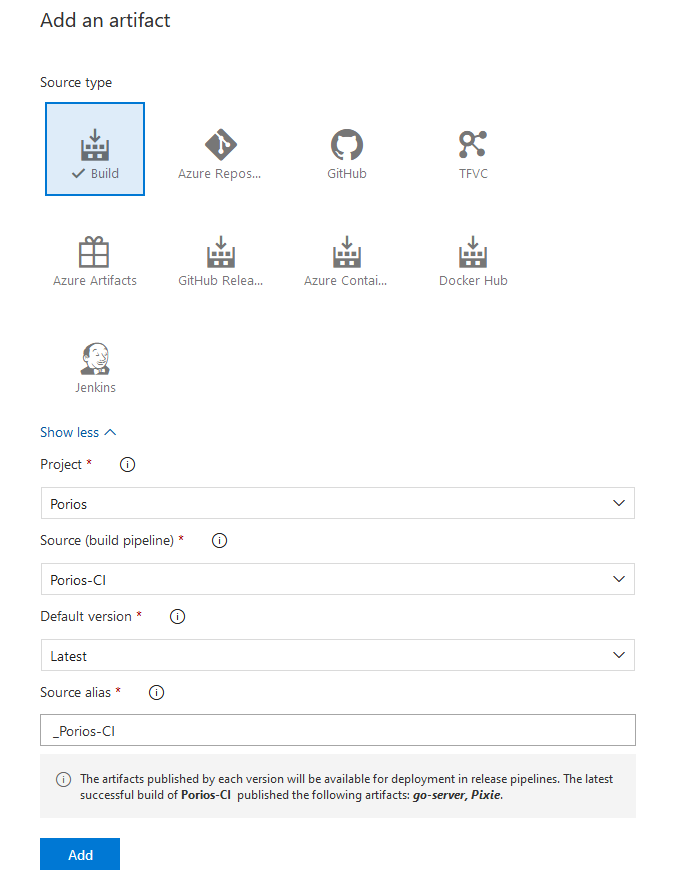 Add an artifact
Source type
Build
Azure Repos...
GitHub
TFVC
Azure Artifacts
GitHub Relea...
Azure Contai...
Docker Hub
Jenkins
Show less
Project *
Porios
Source (build pipeline) *
Porios-CI
Default version *
Latest
Source alias *
_Porios-CI
The artifacts published by each version will be available for deployment in release pipelines. The latest
successful build of Porios-CI published the following artifacts: go-server, Pixie.
Add